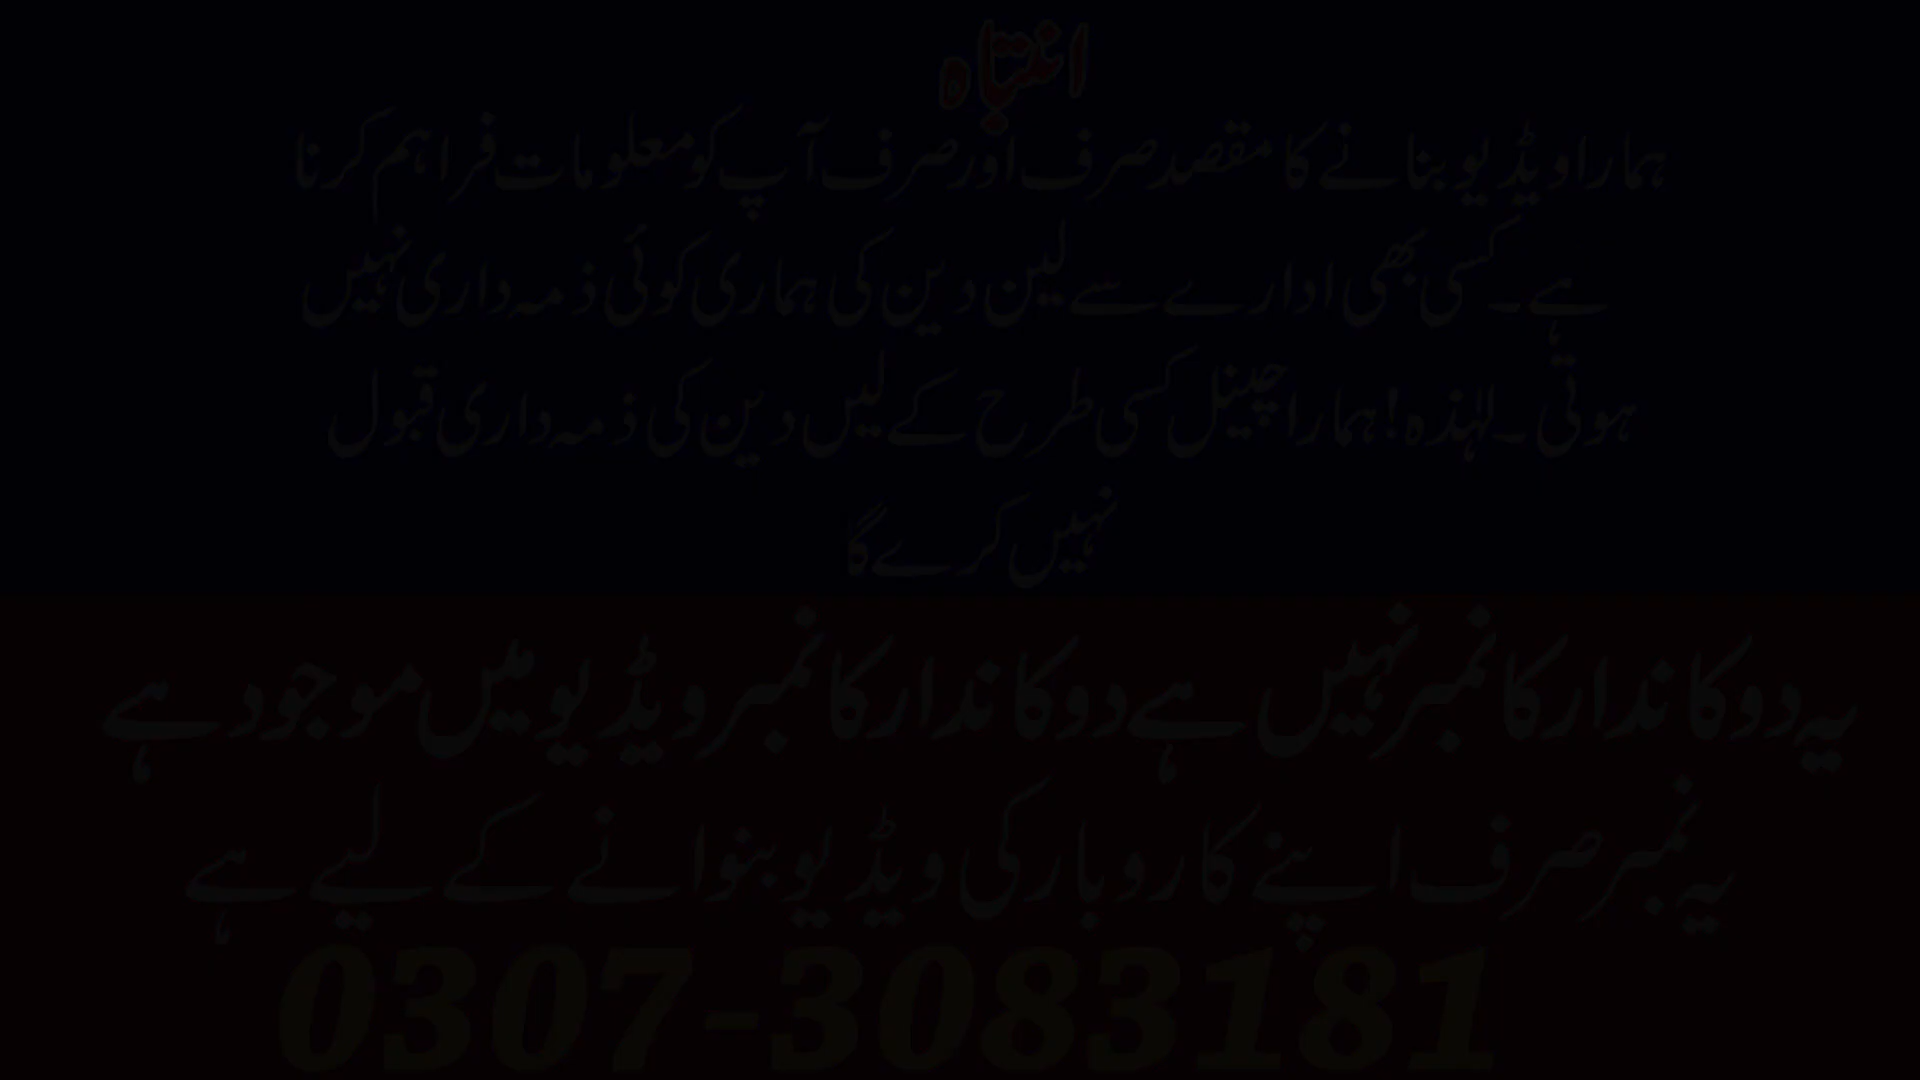 انتباہ
ہمارا ویڈیو بنانے کا مقصد صرف اور صرف آپ کو معلومات فراہم کرنا
ہے۔ کسی بھی ادارے سے لین دین کی ہماری کوئی ذمہ داری نہیں
ہوتی۔ لہٰذہ! ہمارا چینل کسی طرح کے لیں دین کی ذمہ داری قبول
نہیں کرے گا
یہ دوکاندار کا نمبر نہیں ہے دوکاندار کا نمبر ویڈیو میں موجود ہے
یہ نمبر صرف اپنے کاروبار کی ویڈیو بنوانے کے لیے ہے
0307-3083181